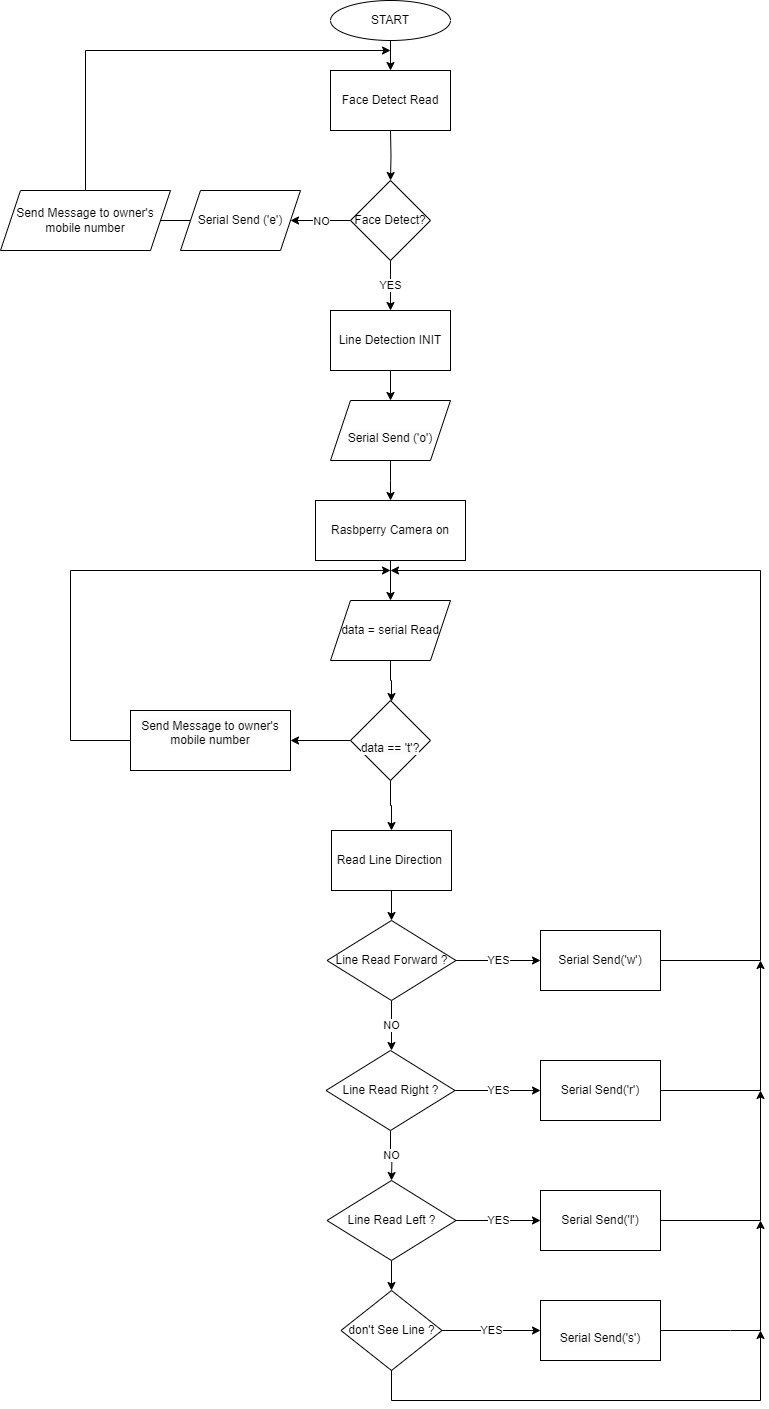 START
Face Detect Read
Send Message to owner's
mobile number
Serial Send ('e')
NO
Face Detect?
YES
Line Detection INIT
Serial Send ('o')
Rasbperry Camera on
data = serial Read
Send Message to owner's
mobile number
data == 't'?
Read Line Direction
Line Read Forward ?
YES
Serial Send('w')
NO
Line Read Right ?
YES
Serial Send('r')
NO
Line Read Left ?
YES
Serial Send('l')
don't See Line ?
YES
Serial Send('s')